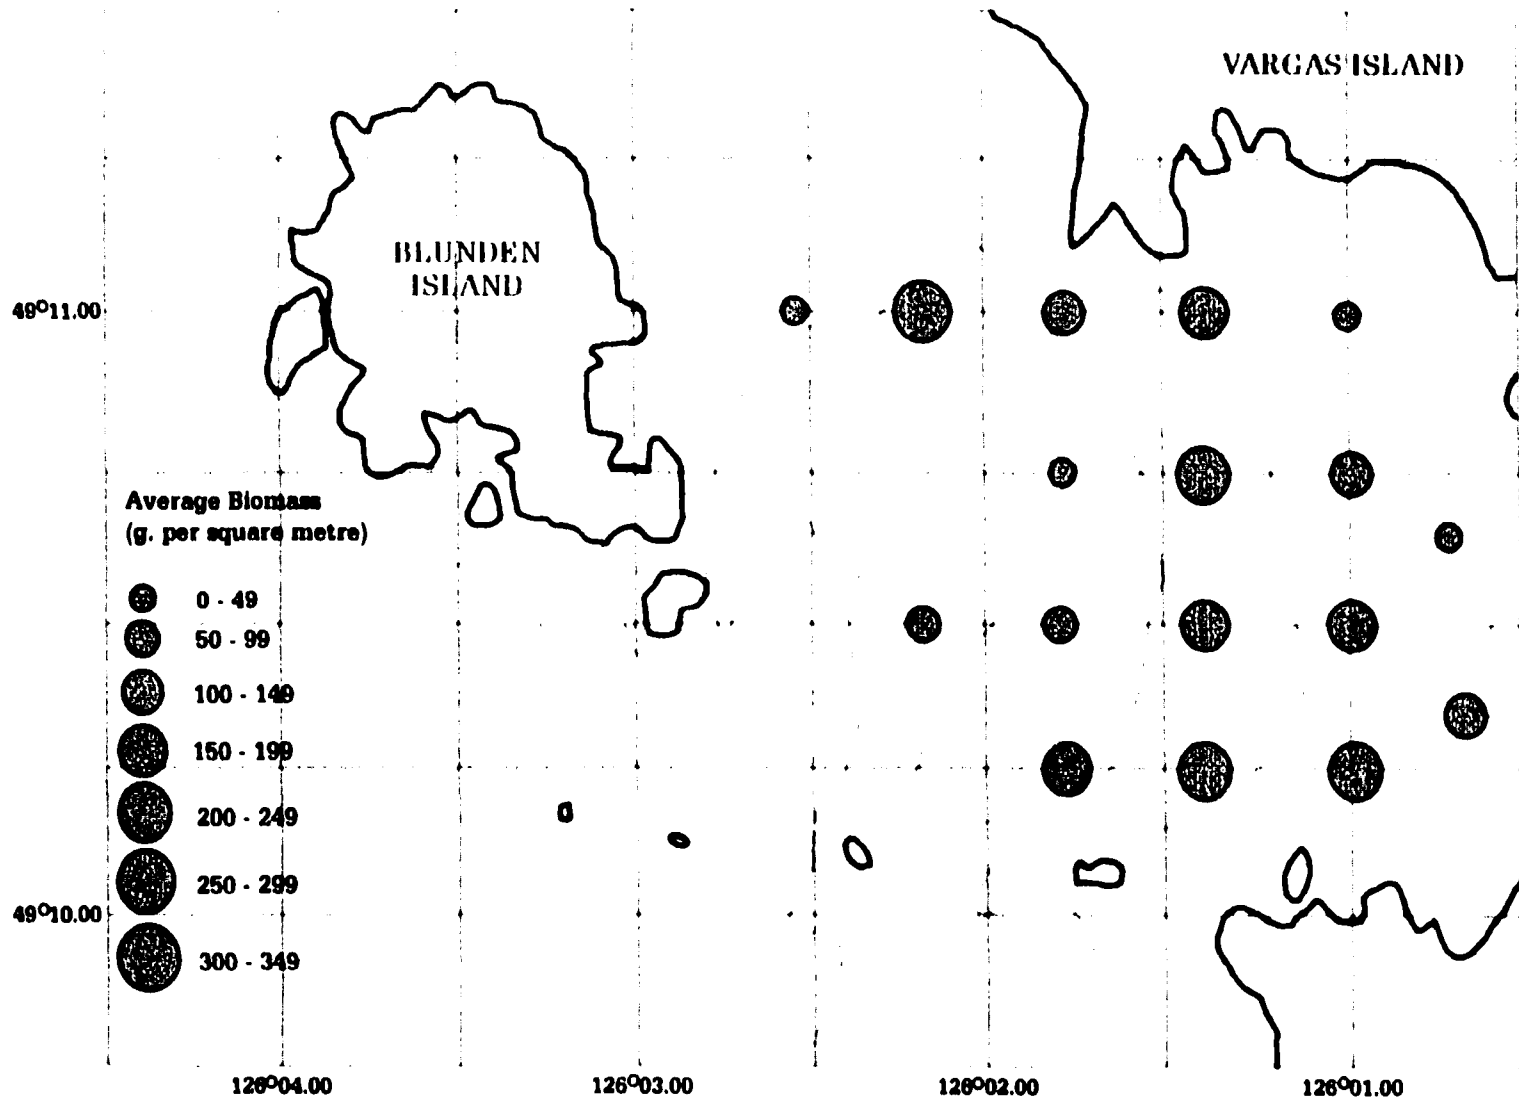 VARGAS ISLAND
BLUNDEN
ISLAND
49°11.00
Average Biomass
(g. per square metre)
0 - 49
50 - 99
100 - 149
150 - 199
200 - 249
250 - 299
300 - 349
49°10.00
126°04.00 126°03.00 126°02.00 126°01.00